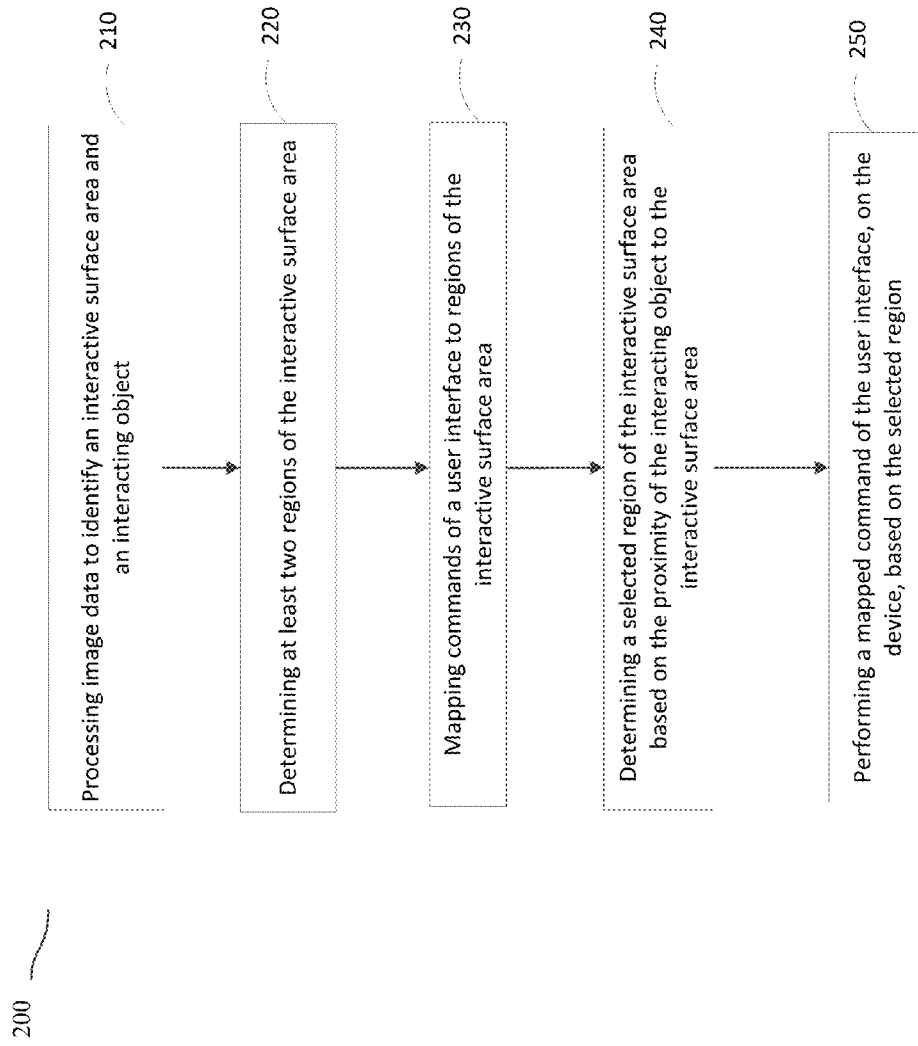 200
Processing image data to identify an interactive surface area and
an interacting object
210
Determining at least two regions of the interactive surface area
220
Mapping commands of a user interface to regions of the
interactive surface area
230
Determining a selected region of the interactive surface area
based on the proximity of the interacting object to the
interactive surface area
240
Performing a mapped command of the user interface, on the
device, based on the selected region
250